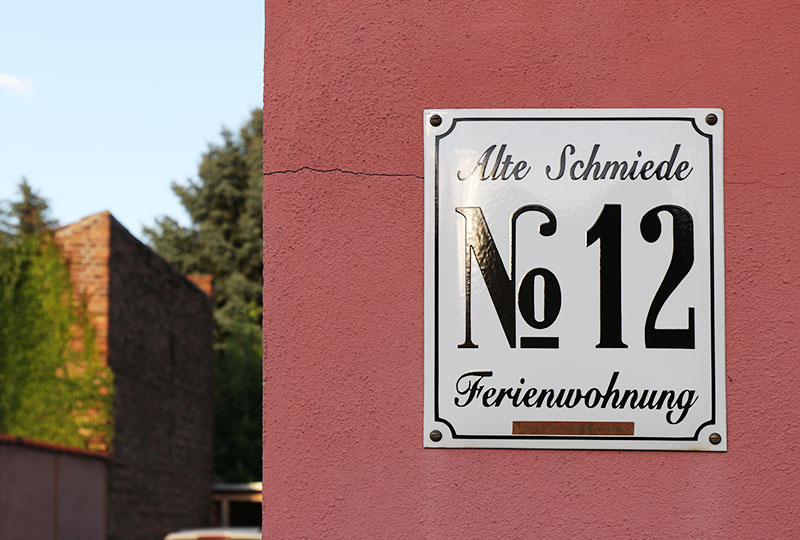 Alte Schmiede
No 12
Ferienwohnung